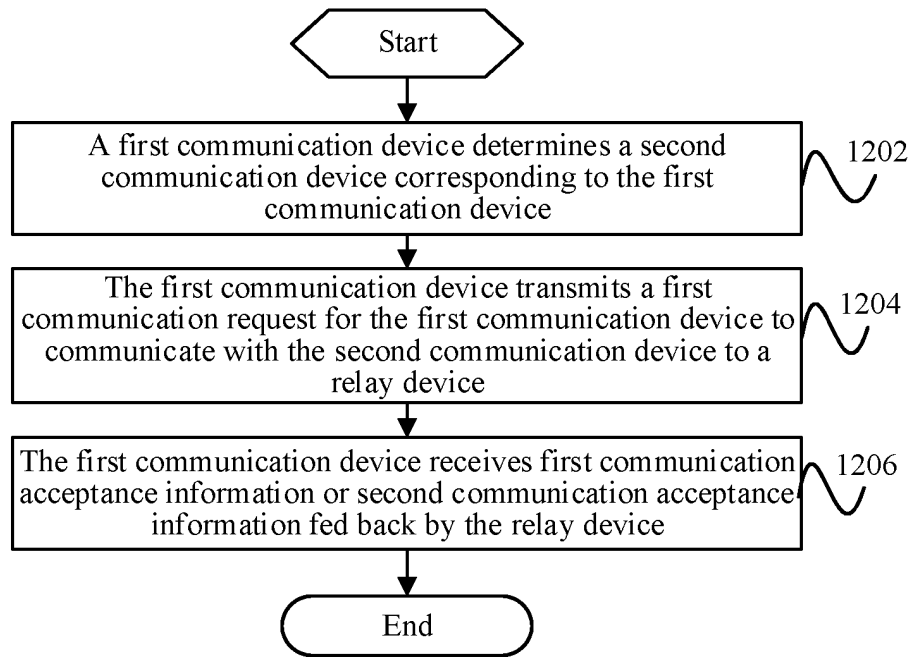 Start
A first communication device determines a second
communication device corresponding to the first
communication device
1202
The first communication device transmits a first
communication request for the first communication device to
communicate with the second communication device to a
relay device
1204
The first communication device receives first communication
acceptance information or second communication acceptance
information fed back by the relay device
1206
End